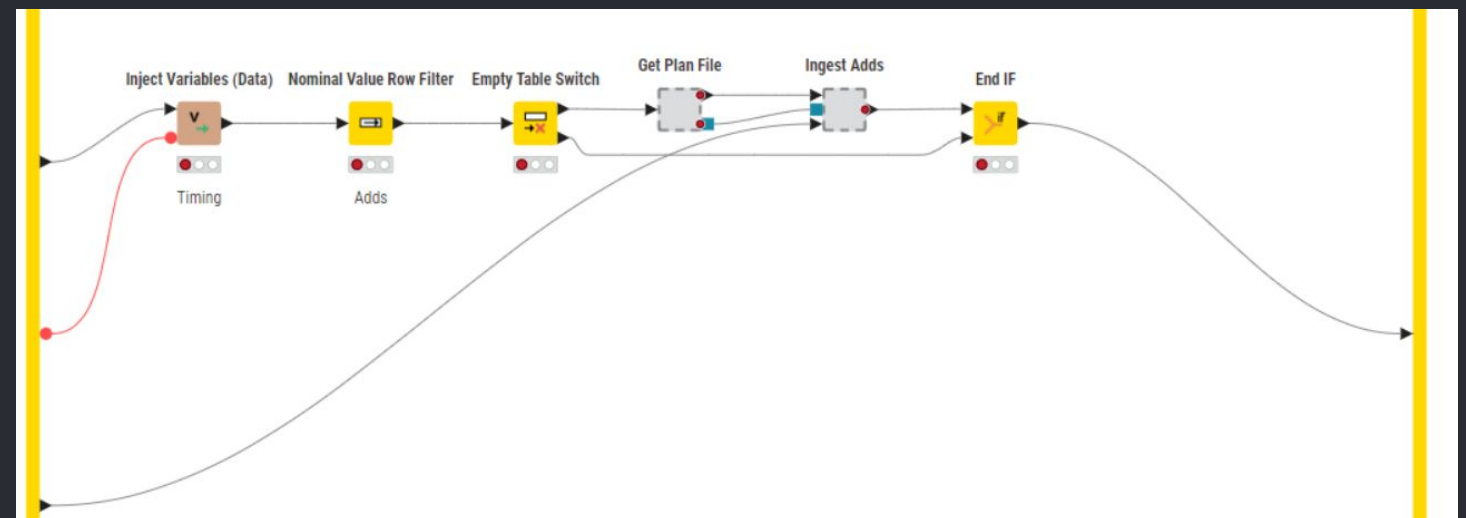 Get Plan File
Ingest Adds
Inject Variables (Data)
Nominal Value Row Filter
Empty Table Switch
End IF
V
if
Timing
Adds